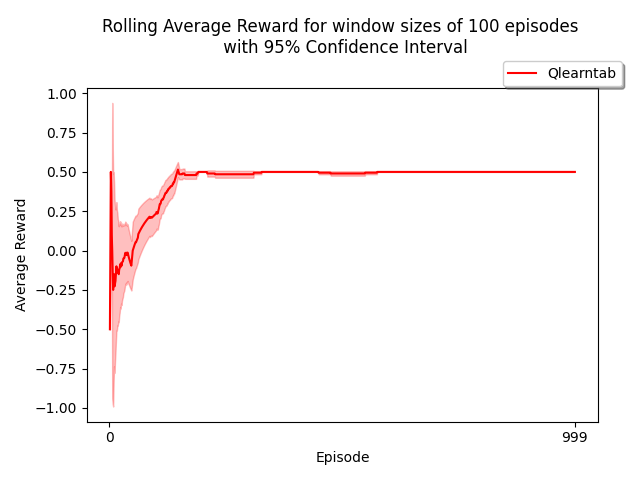 Rolling Average Reward for window sizes of 100 episodes
with 95% Confidence Interval
Qlearntab
1.00
0.75
0.50
0.25
0.00
−0.25
−0.50
−0.75
−1.00
Average Reward
0
999
Episode